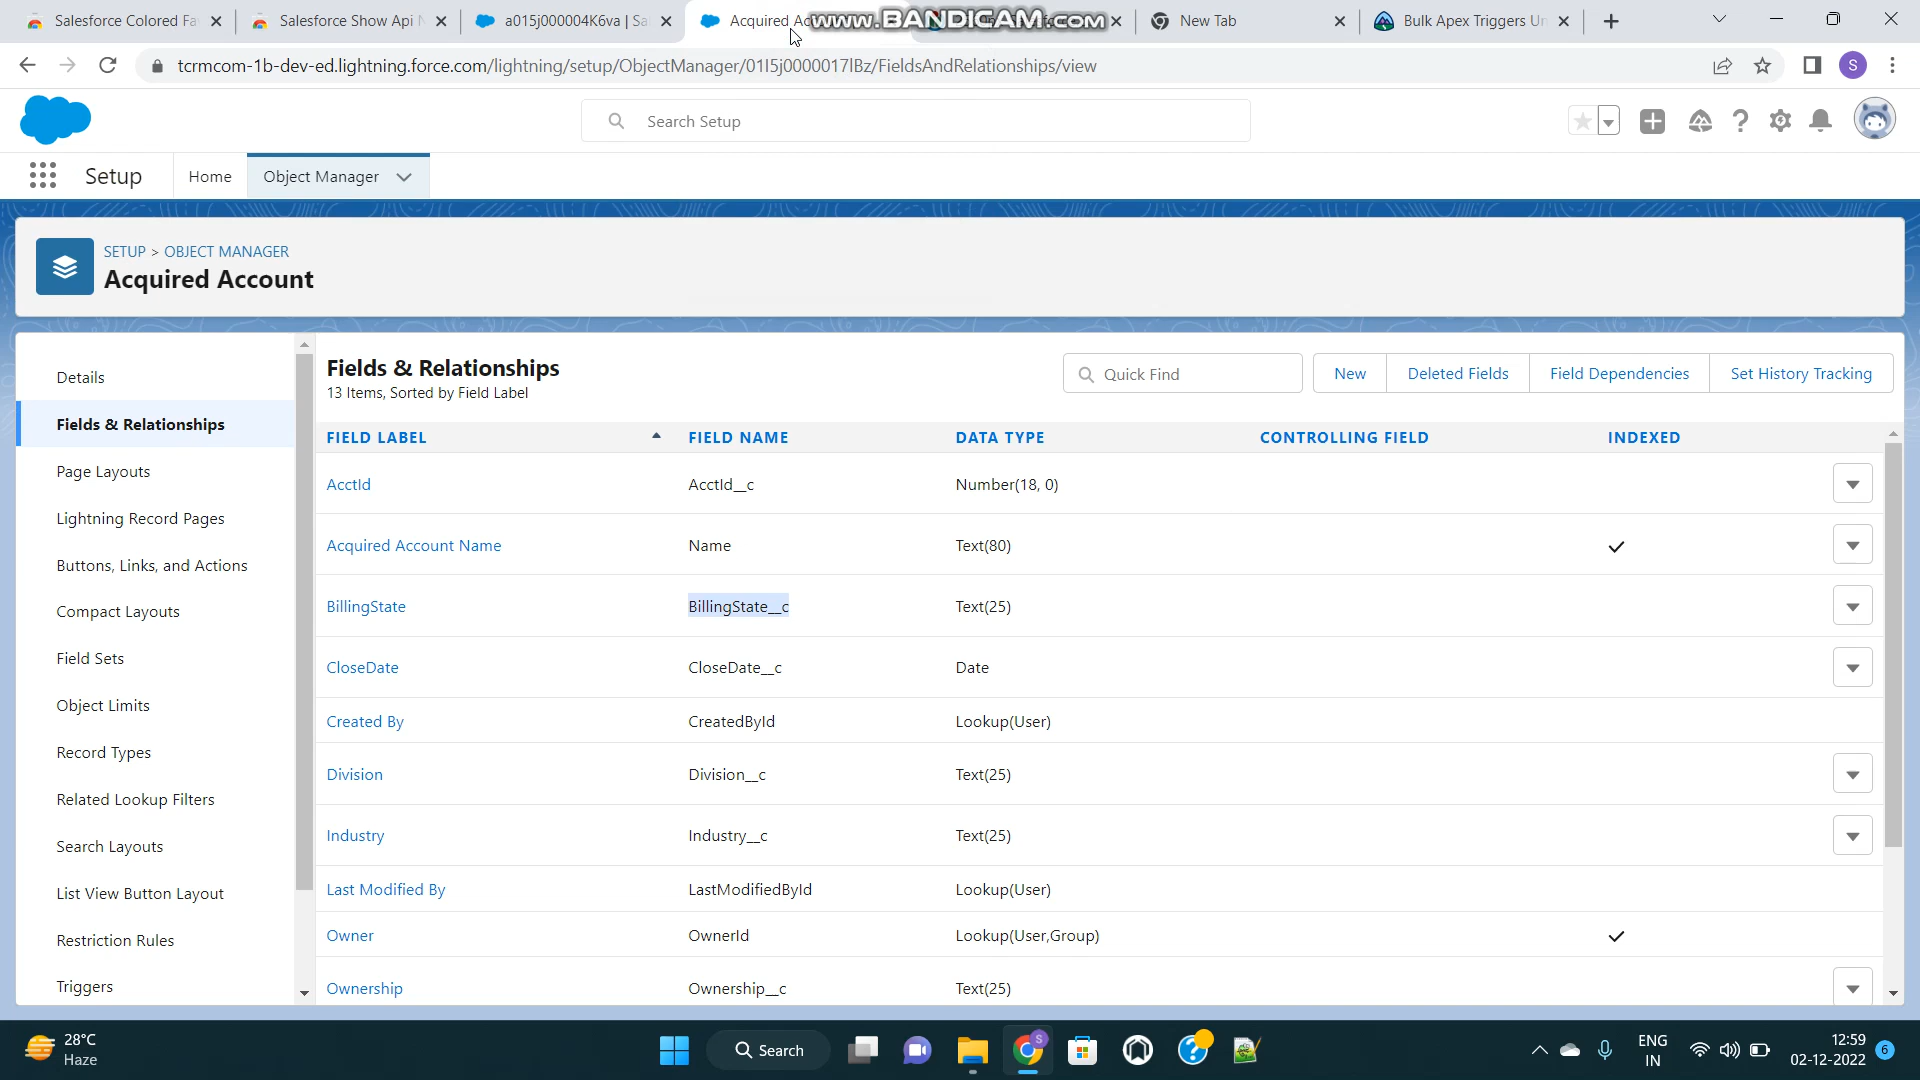 Salesforce Colored Fa
Salesforce Show Api N
a015j000004K6va | Sa
Acquired Ac
www.BANDICAM.com
New Tab
Bulk Apex Triggers Un
tcrmcom-1b-dev-ed.lightning.force.com/lightning/setup/ObjectManager/01I5j0000017lBz/FieldsAndRelationships/view
S
Search Setup
Setup
Home
Object Manager
SETUP > OBJECT MANAGER
Acquired Account
Details
Fields & Relationships
Page Layouts
Lightning Record Pages
Buttons, Links, and Actions
Compact Layouts
Field Sets
Object Limits
Record Types
Related Lookup Filters
Search Layouts
List View Button Layout
Restriction Rules
Triggers
Fields & Relationships
13 Items, Sorted by Field Label
Quick Find
New
Deleted Fields
Field Dependencies
Set History Tracking
FIELD LABEL FIELD NAME DATA TYPE CONTROLLING FIELD INDEXED
AcctId AcctId__c Number(18, 0)
Acquired Account Name Name Text(80)
BillingState BillingState__c Text(25)
CloseDate CloseDate__c Date
Created By CreatedById Lookup(User)
Division Division__c Text(25)
Industry Industry__c Text(25)
Last Modified By LastModifiedById Lookup(User)
Owner OwnerId Lookup(User,Group)
Ownership Ownership__c Text(25)
28°C
Haze
Search
S
ENG
IN
12:59
02-12-2022
6